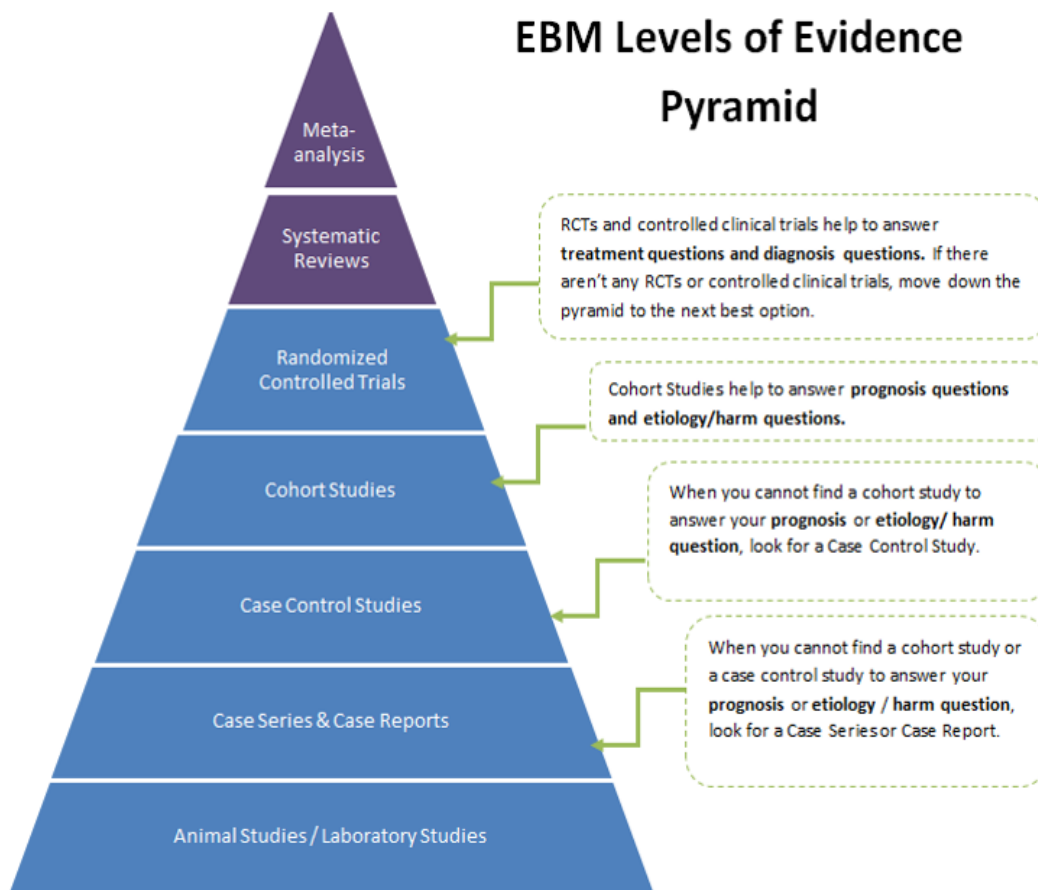 EBM Levels of Evidence
Pyramid
Meta-
analysis
Systematic
Reviews
RCTs and controlled clinical trials help to answer
treatment questions and diagnosis questions. If there
aren't any RCTs or controlled clinical trials, move down the
pyramid to the next best option.
Randomized
Controlled Trials
Cohort Studies help to answer prognosis questions
and etiology/harm questions.
Cohort Studies
When you cannot find a cohort study to
answer your prognosis or etiology/ harm
question, look for a Case Control Study.
Case Control Studies
When you cannot find a cohort study or
a case control study to answer your
prognosis or etiology / harm question,
look for a Case Series or Case Report.
Case Series & Case Reports
Animal Studies / Laboratory Studies